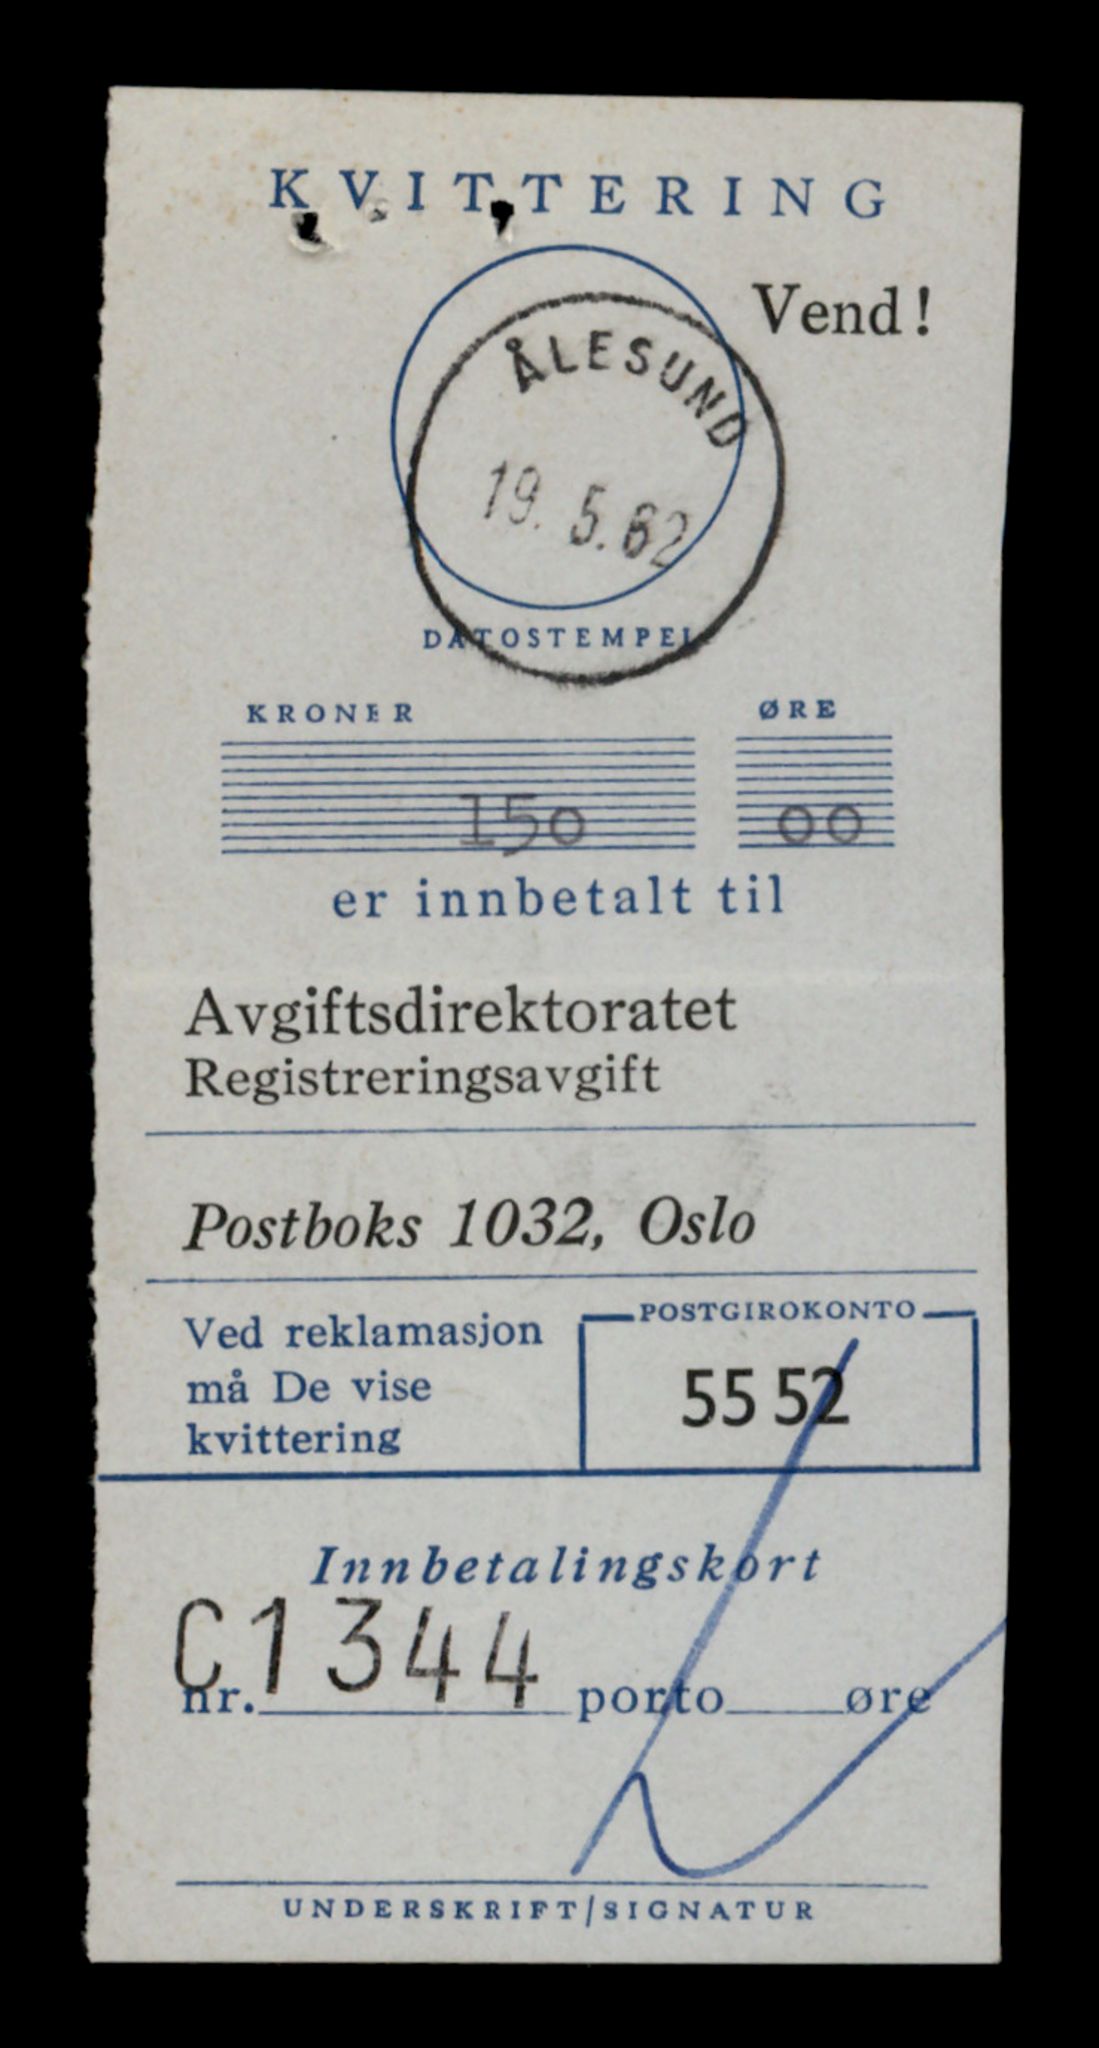 KVITTERING
Vend!
ÅLESUND
19. 5. 62
DATOSTEMPEL
KRONER ØRE
150 00
er innbetalt til
Avgiftsdirektoratet
Registreringsavgift
Postboks 1032, Oslo
Ved reklamasjon
må De vise
kvittering
POSTGIROKONTO
55 52
Innbetalingskort
nr. C1344 porto øre
UNDERSKRIFT/SIGNATUR